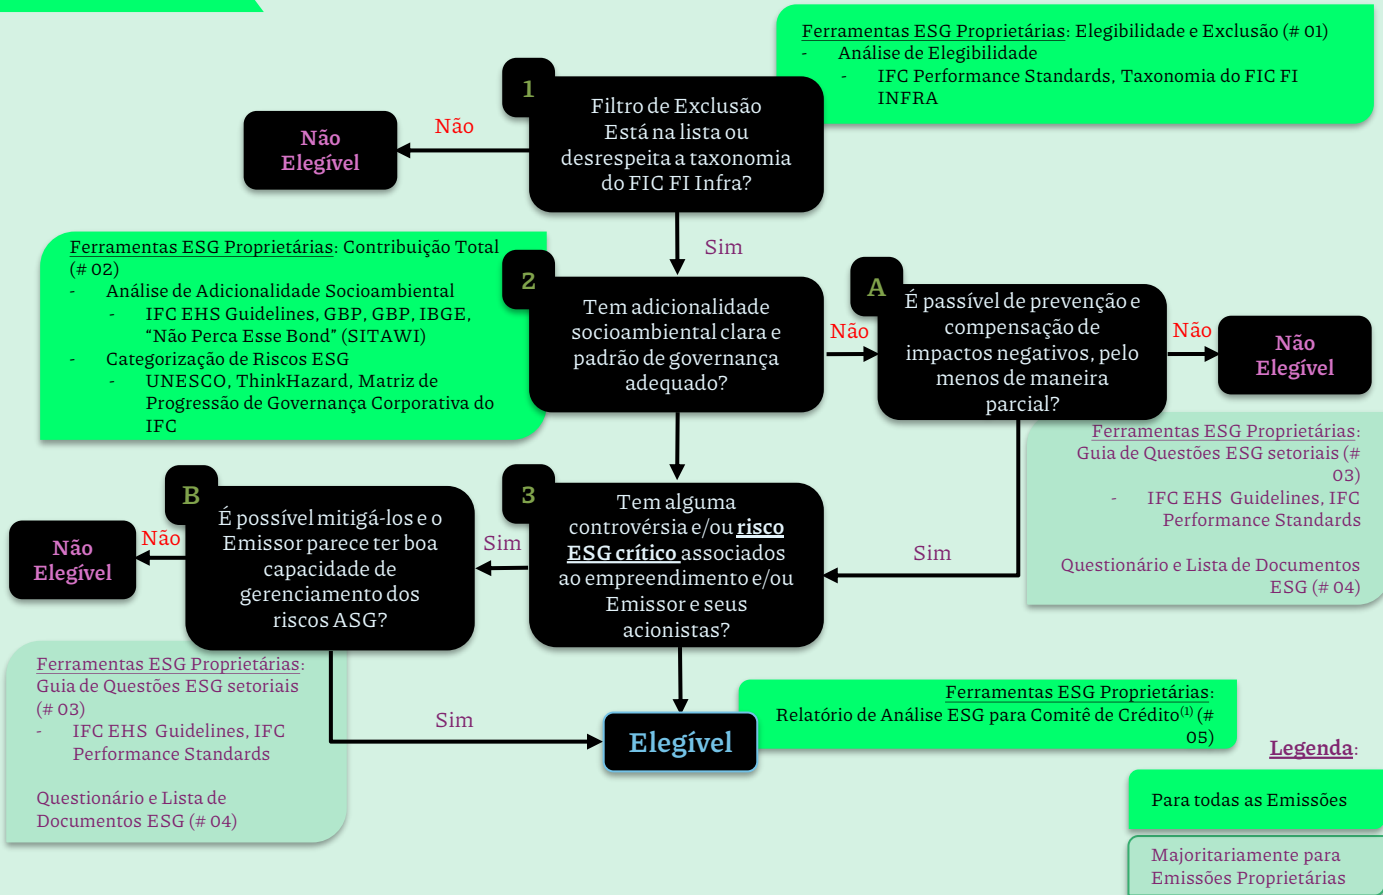 Ferramentas ESG Proprietárias: Elegibilidade e Exclusão (# 01)
- Análise de Elegibilidade
- IFC Performance Standards, Taxonomia do FIC FI
INFRA
1
Filtro de Exclusão
Está na lista ou
desrespeita a taxonomia
do FIC FI Infra?
Não
Não
Elegível
Sim
Ferramentas ESG Proprietárias: Contribuição Total
(# 02)
- Análise de Adicionalidade Socioambiental
- IFC EHS Guidelines, GBP, GBP, IBGE,
“Não Perca Esse Bond” (SITAWI)
- Categorização de Riscos ESG
- UNESCO, ThinkHazard, Matriz de
Progressão de Governança Corporativa do
IFC
2
Tem adicionalidade
socioambiental clara e
padrão de governança
adequado?
Não
A
É passível de prevenção e
compensação de
impactos negativos, pelo
menos de maneira
parcial?
Não
Não
Elegível
Ferramentas ESG Proprietárias:
Guia de Questões ESG setoriais (#
03)
- IFC EHS Guidelines, IFC
Performance Standards
Questionário e Lista de Documentos
ESG (# 04)
Sim
3
Tem alguma
controvérsia e/ou risco
ESG crítico associados
ao empreendimento e/ou
Emissor e seus
acionistas?
Sim
B
É possível mitigá-los e o
Emissor parece ter boa
capacidade de
gerenciamento dos
riscos ASG?
Não
Não
Elegível
Ferramentas ESG Proprietárias:
Guia de Questões ESG setoriais
(# 03)
- IFC EHS Guidelines, IFC
Performance Standards
Questionário e Lista de
Documentos ESG (# 04)
Sim
Elegível
Ferramentas ESG Proprietárias:
Relatório de Análise ESG para Comitê de Crédito(1) (#
05)
Legenda:
Para todas as Emissões
Majoritariamente para
Emissões Proprietárias